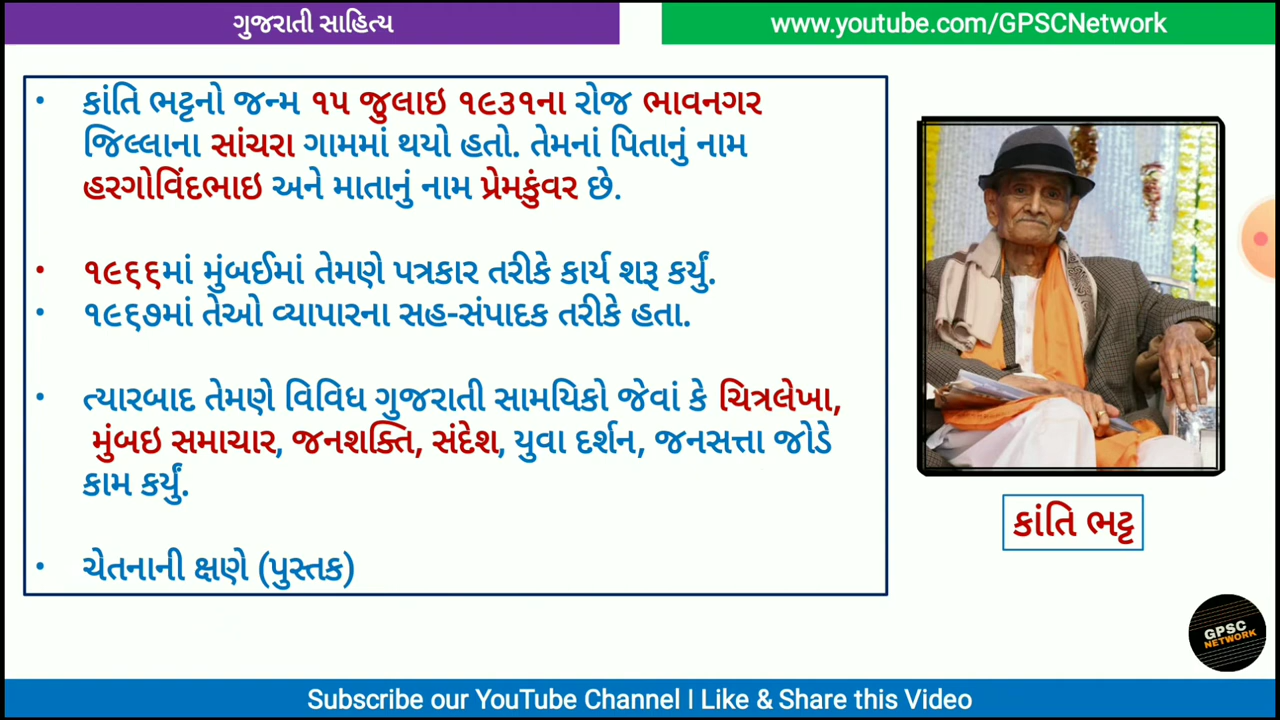 ગુજરાતી સાહિત્ય
www.youtube.com/GPSCNetwork
• કાંતિ ભટ્ટનો જન્મ ૧૫ જુલાઇ ૧૯૩૧ના રોજ ભાવનગર
જિલ્લાના સાંચરા ગામમાં થયો હતો. તેમનાં પિતાનું નામ
હરગોવિંદભાઇ અને માતાનું નામ પ્રેમકુંવર છે.
• ૧૯૬૬માં મુંબઈમાં તેમણે પત્રકાર તરીકે કાર્ય શરૂ કર્યું.
• ૧૯૬૭માં તેઓ વ્યાપારના સહ-સંપાદક તરીકે હતા.
• ત્યારબાદ તેમણે વિવિધ ગુજરાતી સામયિકો જેવાં કે ચિત્રલેખા,
મુંબઇ સમાચાર, જનશક્તિ, સંદેશ, યુવા દર્શન, જનસત્તા જોડે
કામ કર્યું.
• ચેતનાની ક્ષણે (પુસ્તક)
કાંતિ ભટ્ટ
GPSC
NETWORK
Subscribe our YouTube Channel | Like & Share this Video